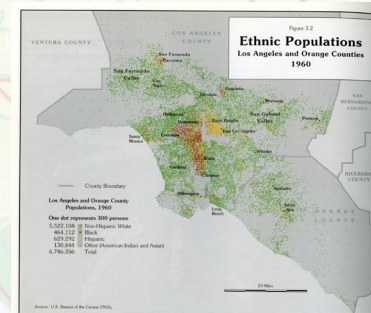 Figure 3.2
Ethnic Populations
Los Angeles and Orange Counties
1960
VENTURA COUNTY
LOS ANGELES
COUNTY
San Fernando
Pacoima
San Fernando
Valley
Pasadena
Monrovia
SAN
BERNARDINO
COUNTY
Hollywood
Boyle Heights
San Gabriel
Valley
Pomona
East Los Angeles
Santa
Monica
Whittier
Watts
Gardena
Compton
RIVERSIDE
COUNTY
Anaheim
Wilmington
Long
Beach
Santa
Ana
ORANGE
COUNTY
County Boundary
Los Angeles and Orange County
Populations, 1960
One dot represents 300 persons
5,522,108 Non-Hispanic White
464,112 Black
629,292 Hispanic
130,844 Other (American Indian and Asian)
6,746,356 Total
20 Miles
Source: U.S. Bureau of the Census 1962).